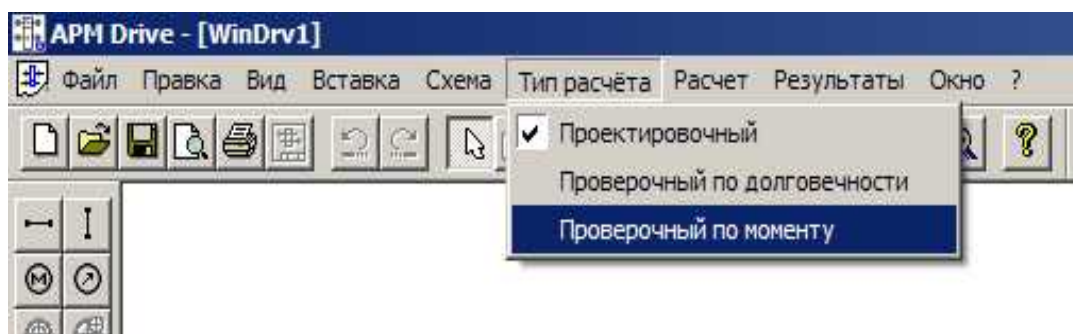 APM Drive - [WinDrv1]
Файл Правка Вид Вставка Схема Тип расчёта Расчет Результаты Окно ?
Проектировочный
Проверочный по долговечности
Проверочный по моменту
M